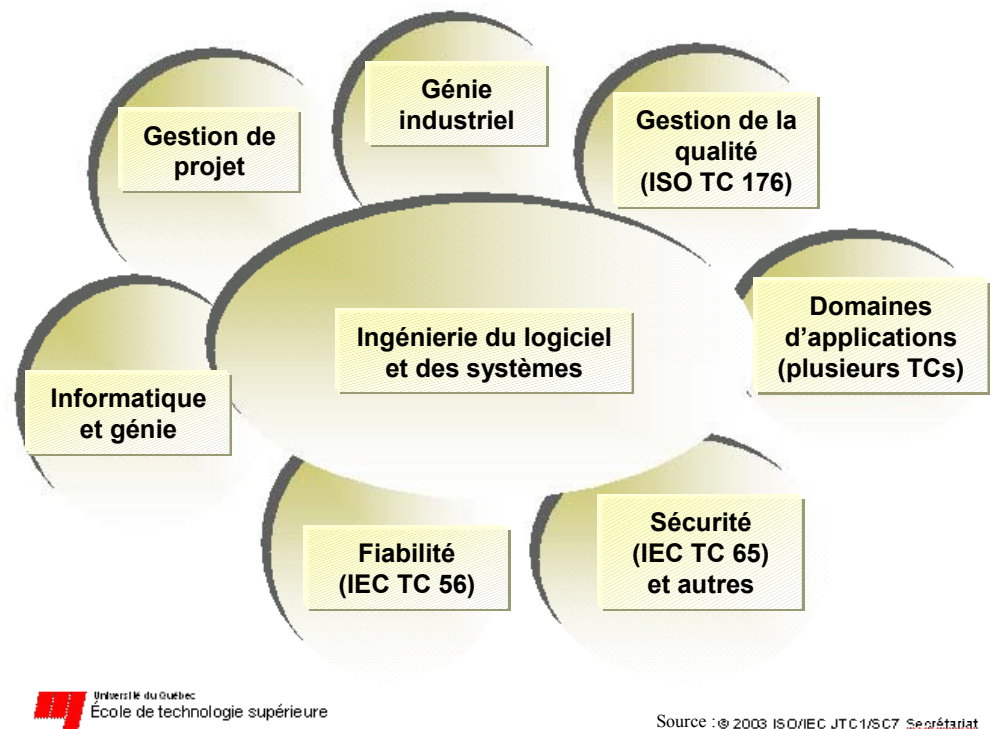 Génie
industriel
Gestion de
projet
Gestion de la
qualité
(ISO TC 176)
Domaines
d’applications
(plusieurs TCs)
Ingénierie du logiciel
et des systèmes
Informatique
et génie
Sécurité
(IEC TC 65)
et autres
Fiabilité
(IEC TC 56)
Université du Québec
École de technologie supérieure
Source : © 2003 ISO/IEC JTC1/SC7 Secrétariat